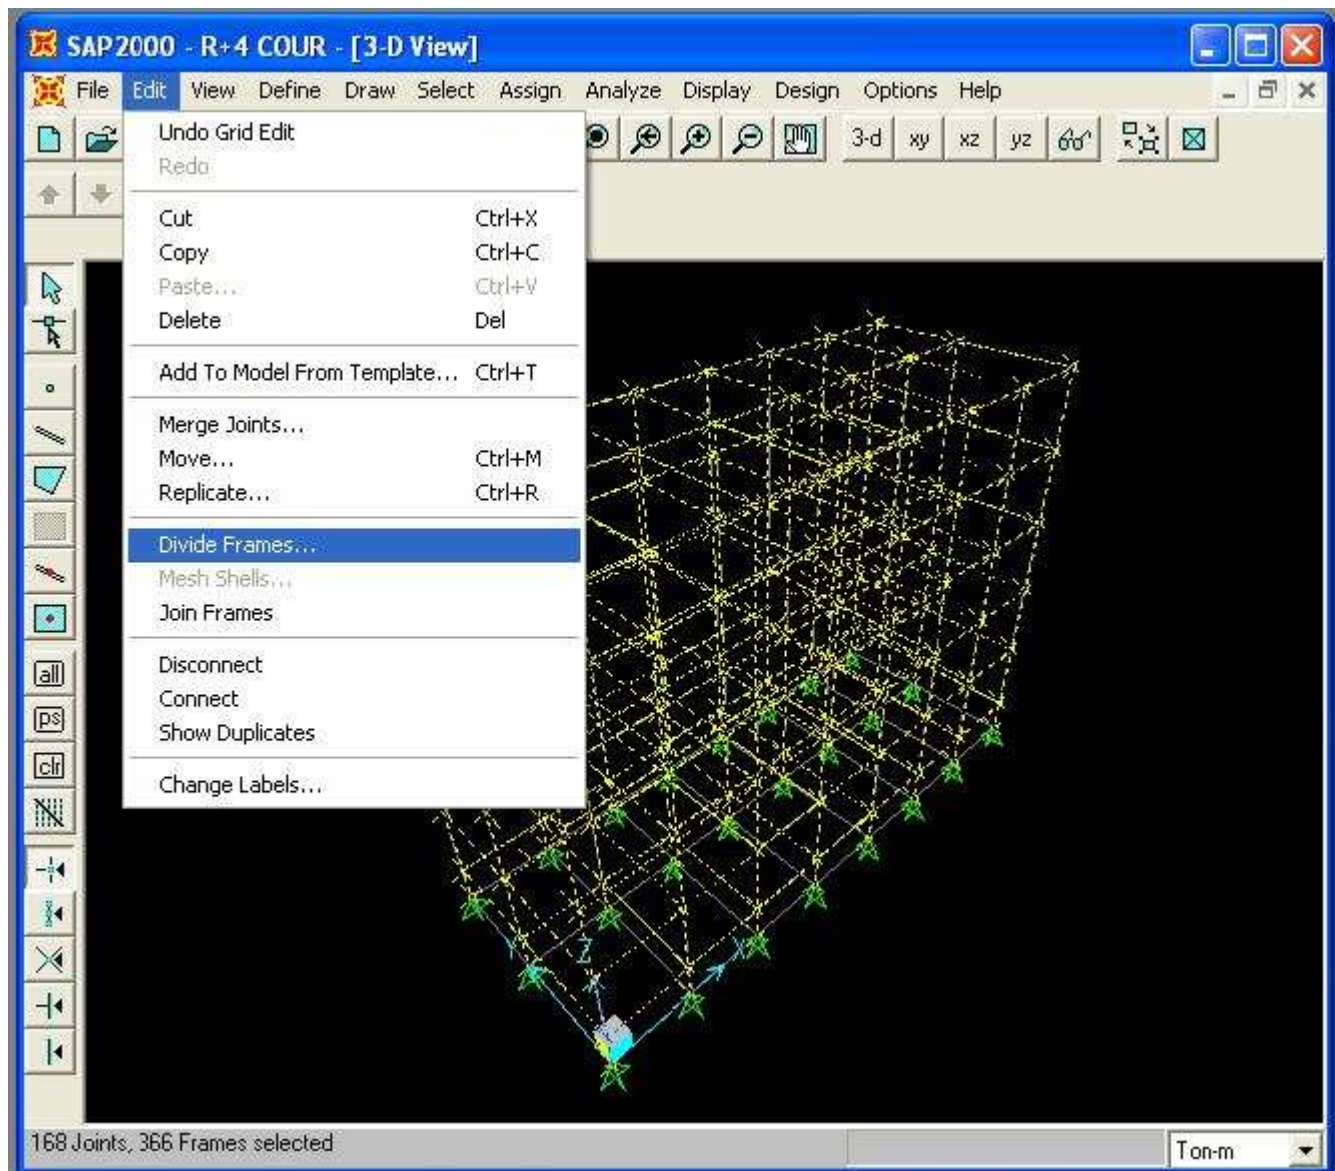 SAP2000 - R+4 COUR - [3-D View]
File Edit View Define Draw Select Assign Analyze Display Design Options Help
3-d xy xz yz
Undo Grid Edit
Redo
Cut Ctrl+X
Copy Ctrl+C
Paste... Ctrl+V
Delete Del
Add To Model From Template... Ctrl+T
Merge Joints...
Move... Ctrl+M
Replicate... Ctrl+R
Divide Frames...
Mesh Shells...
Join Frames
Disconnect
Connect
Show Duplicates
Change Labels...
all
ps
clr
Y Z X
168 Joints, 366 Frames selected
Ton-m